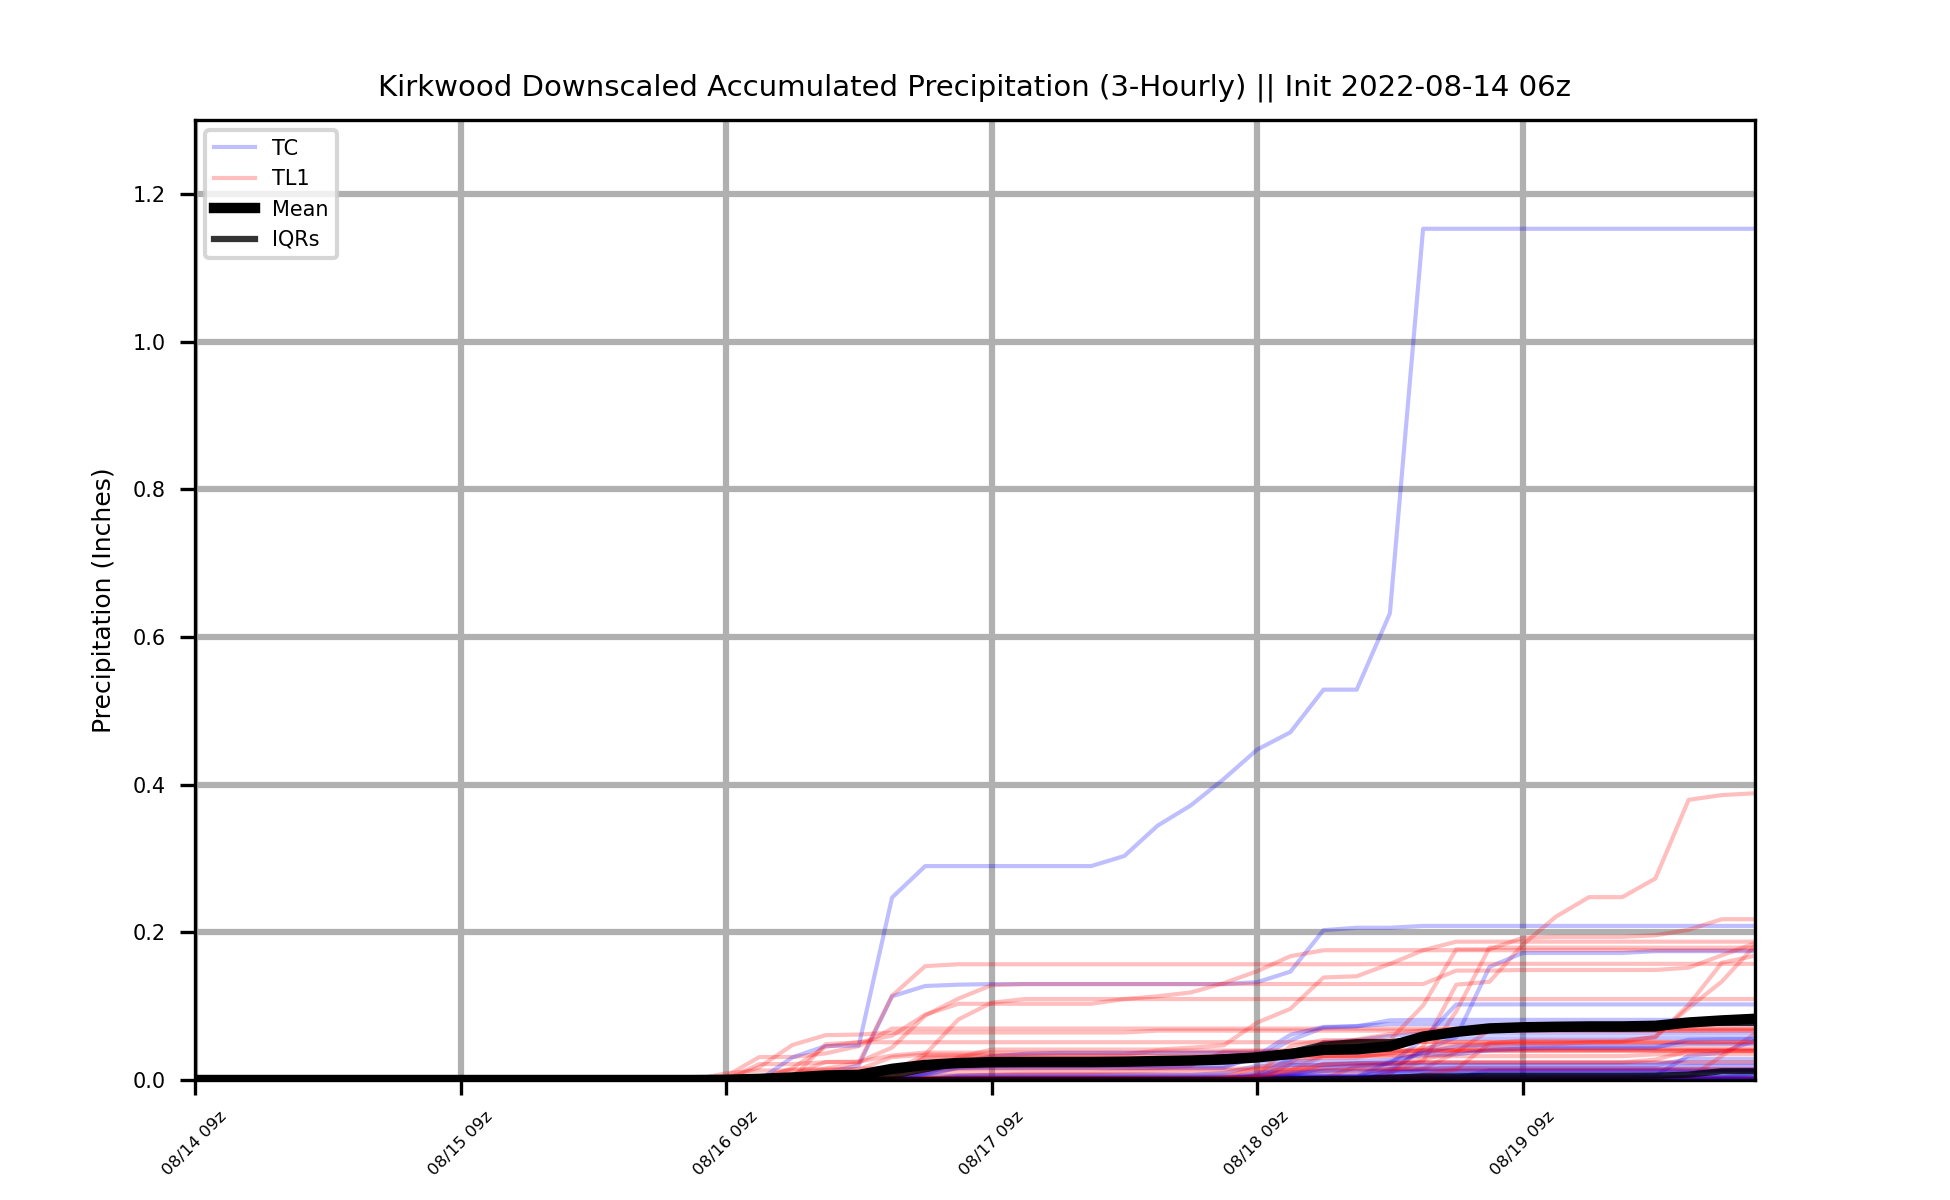 Kirkwood Downscaled Accumulated Precipitation (3-Hourly) || Init 2022-08-14 06z
TC
TL1
Mean
IQRs
Precipitation (Inches)
1.2
1.0
0.8
0.6
0.4
0.2
0.0
08/14 09z
08/15 09z
08/16 09z
08/17 09z
08/18 09z
08/19 09z